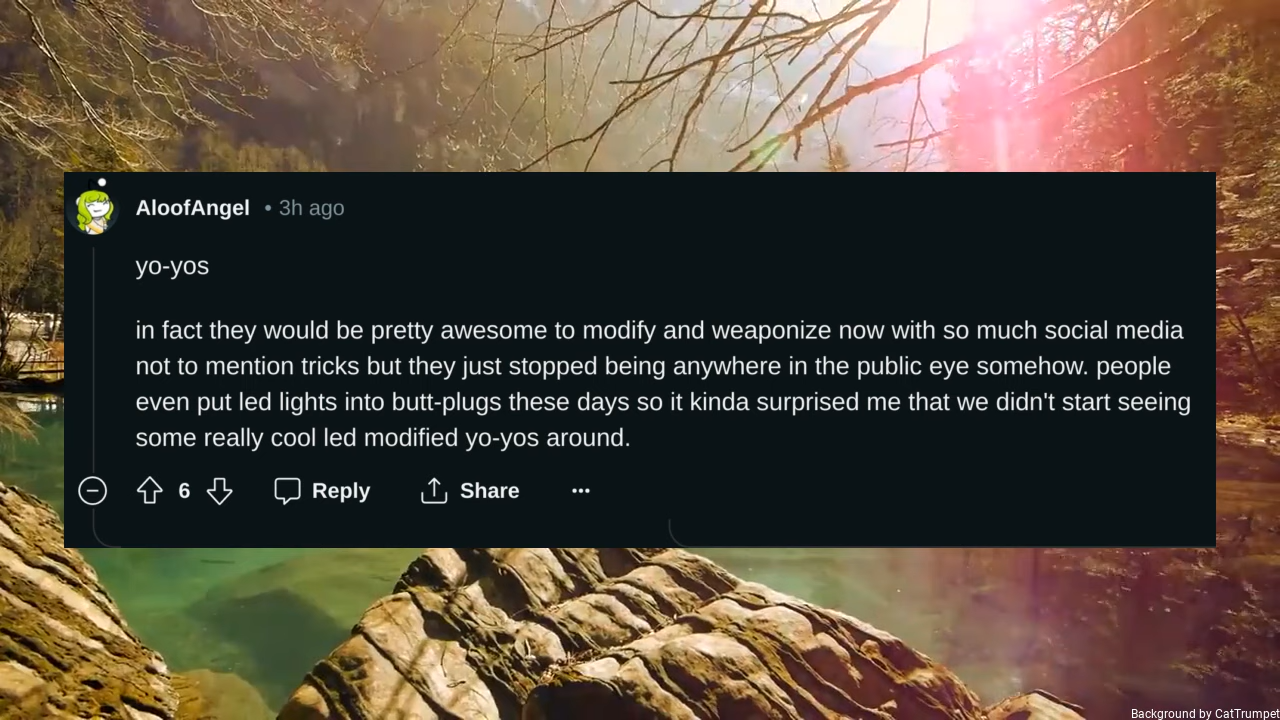 AloofAngel • 3h ago
yo-yos
in fact they would be pretty awesome to modify and weaponize now with so much social media
not to mention tricks but they just stopped being anywhere in the public eye somehow. people
even put led lights into butt-plugs these days so it kinda surprised me that we didn't start seeing
some really cool led modified yo-yos around.
6 Reply Share
Background by CatTrumpet